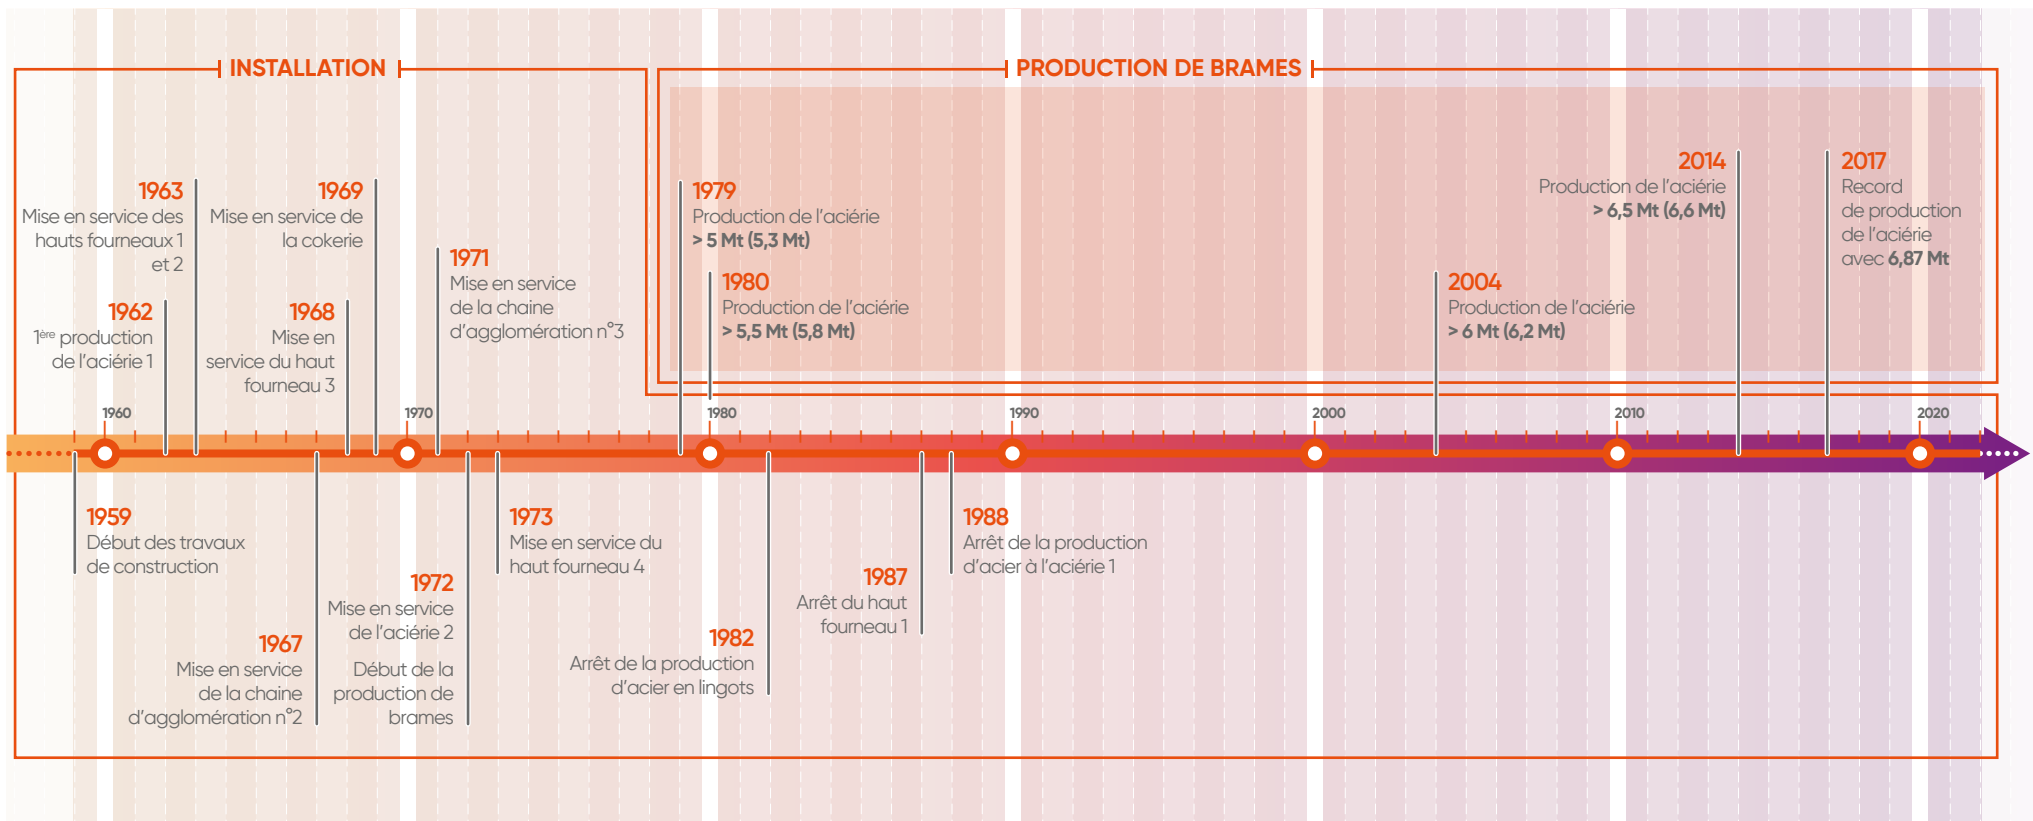 INSTALLATION
PRODUCTION DE BRAMES
1963
Mise en service des
hauts fourneaux 1
et 2
1969
Mise en service de
la cokerie
1962
1ère production
de l'aciérie 1
1968
Mise en
service du haut
fourneau 3
1971
Mise en service
de la chaine
d'agglomération n°3
1979
Production de l'aciérie
> 5 Mt (5,3 Mt)
1980
Production de l'aciérie
> 5,5 Mt (5,8 Mt)
2004
Production de l'aciérie
> 6 Mt (6,2 Mt)
2014
Production de l'aciérie
> 6,5 Mt (6,6 Mt)
2017
Record
de production
de l'aciérie
avec 6,87 Mt
1960
1970
1980
1990
2000
2010
2020
1959
Début des travaux
de construction
1967
Mise en service
de la chaine
d'agglomération n°2
1972
Mise en service
de l'aciérie 2
Début de la
production de
brames
1973
Mise en service du
haut fourneau 4
1982
Arrêt de la production
d'acier en lingots
1987
Arrêt du haut
fourneau 1
1988
Arrêt de la production
d'acier à l'aciérie 1